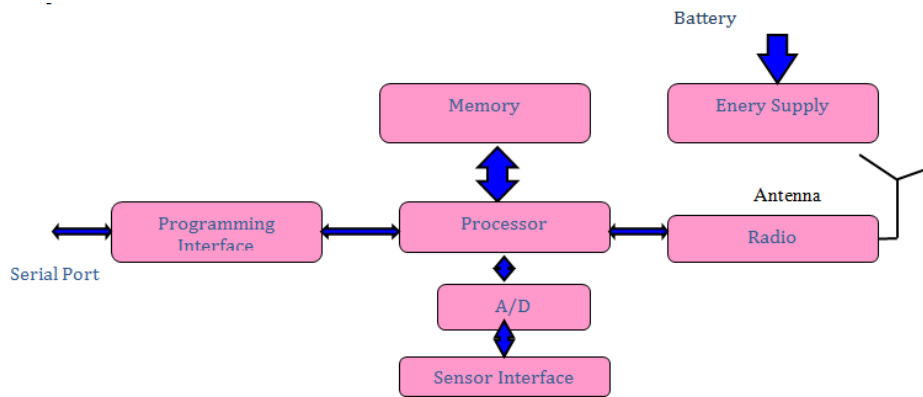 Battery
Memory
Enery Supply
Antenna
Programming
Interface
Processor
Radio
Serial Port
A/D
Sensor Interface